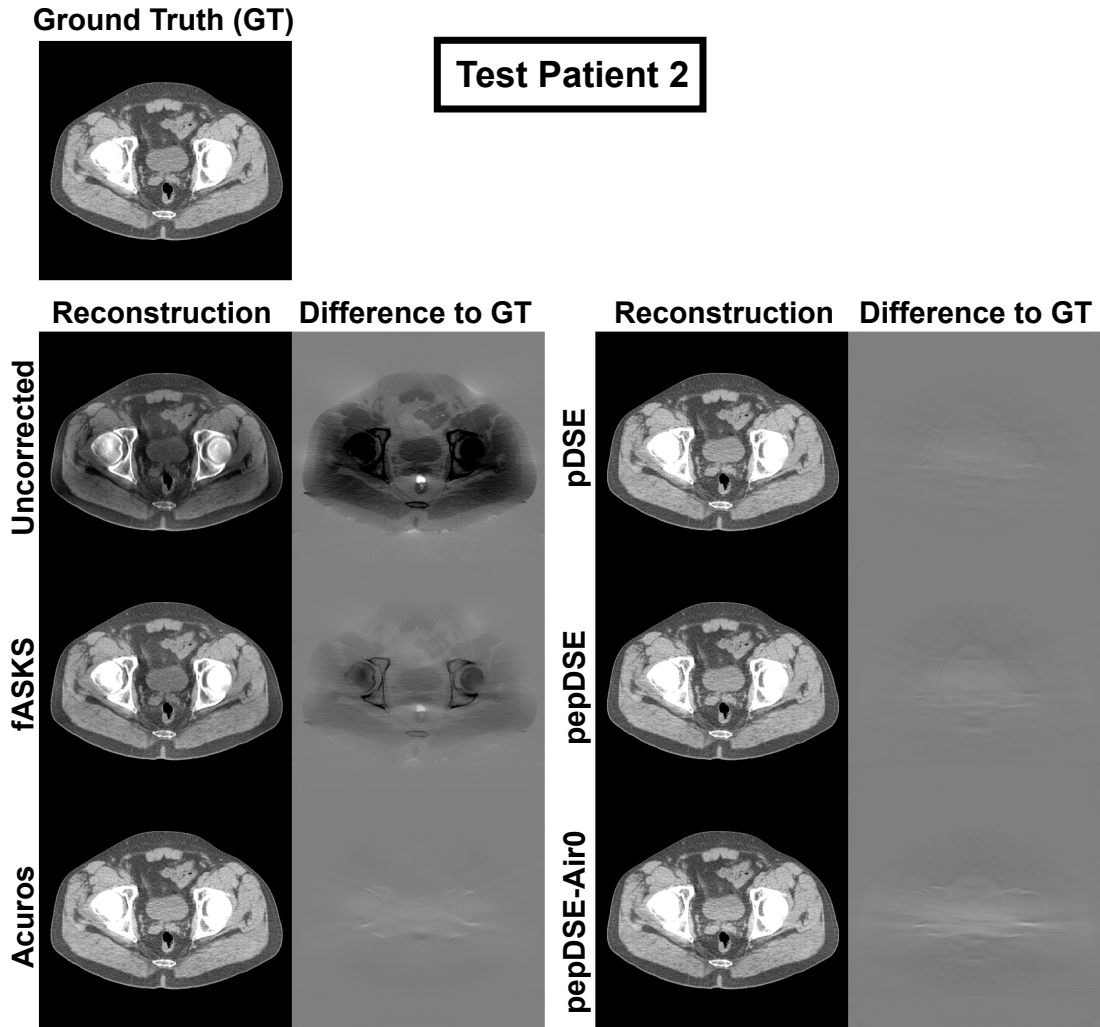 Ground Truth (GT)
Test Patient 2
Reconstruction Difference to GT
Reconstruction Difference to GT
Uncorrected
fASKS
Acuros
pDSE
pepDSE
pepDSE-Air0